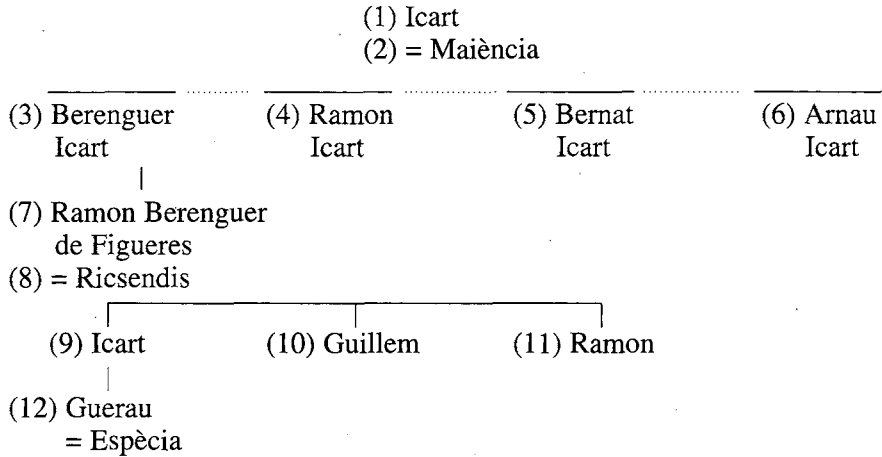 (1) Icart
(2) = Maiència
(3) Berenguer (4) Ramon (5) Bernat (6) Arnau
Icart Icart Icart Icart
(7) Ramon Berenguer
de Figueres
(8) = Ricsendis
(9) Icart (10) Guillem (11) Ramon
(12) Guerau
= Espècia